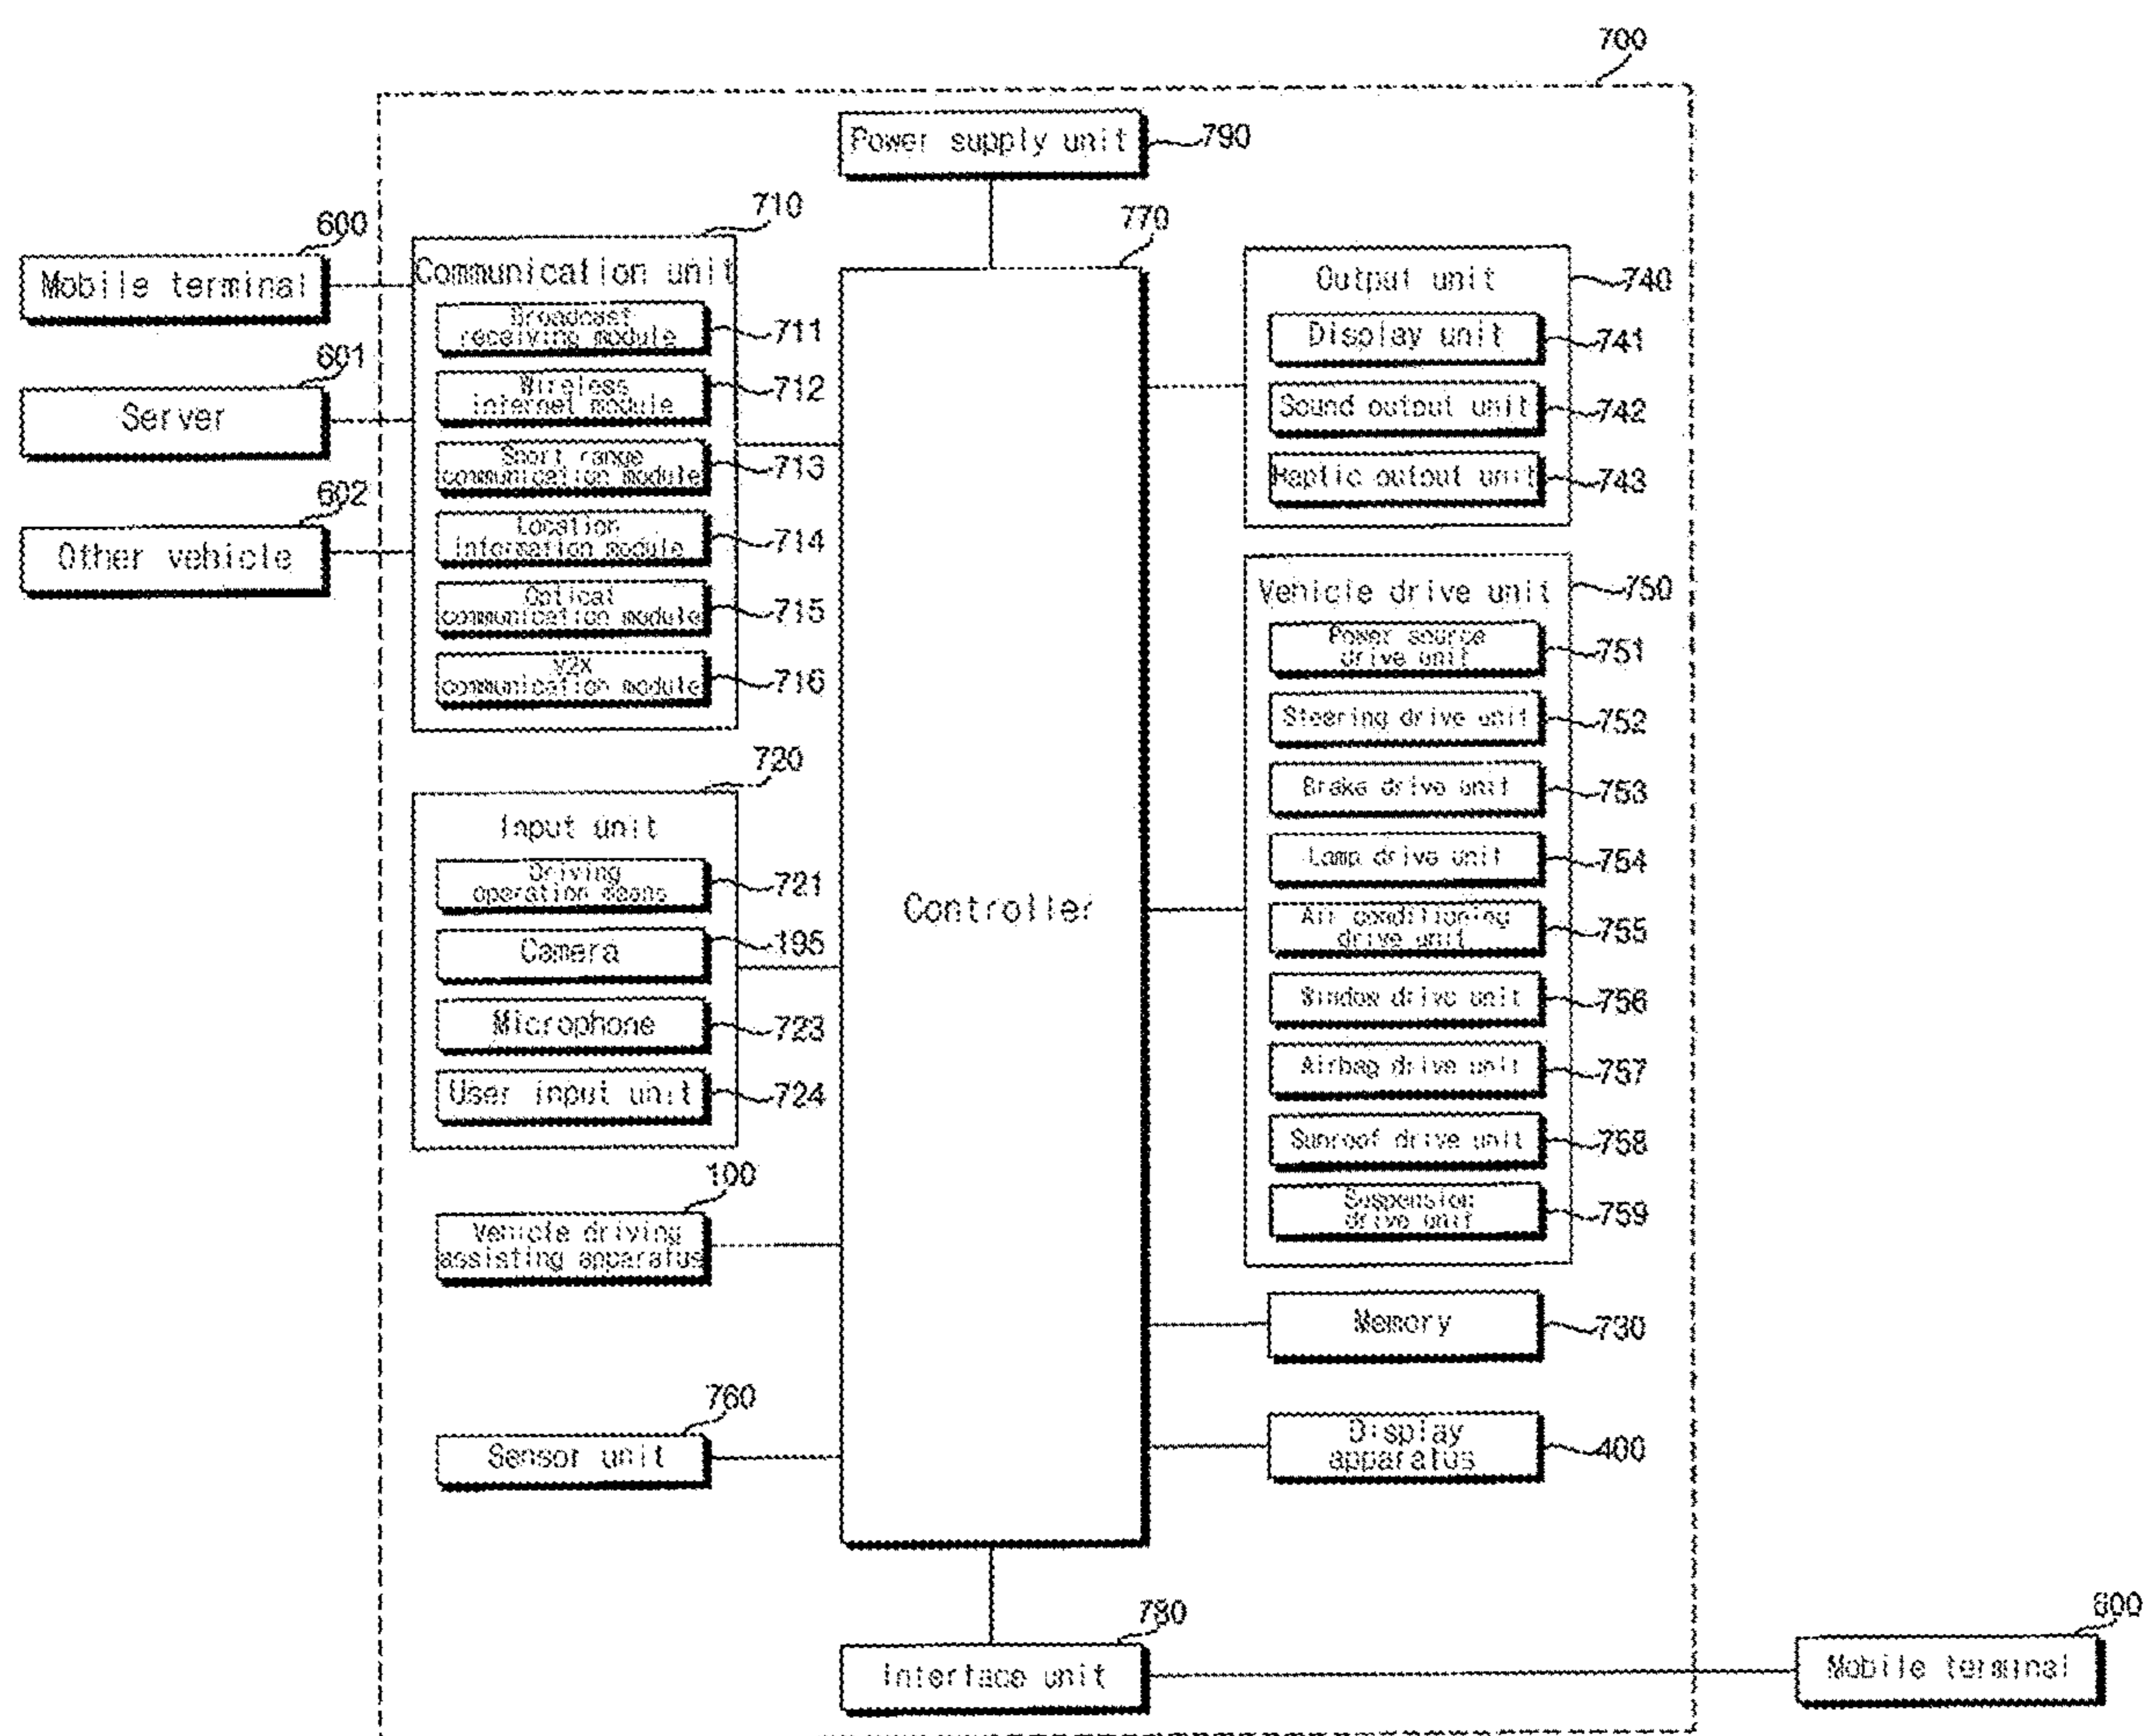 700
Power supply unit
790
710
770
600
Mobile terminal
601
Server
602
Other vehicle
Communication unit
Broadcast
receiving module
711
Wireless
internet module
712
Short range
communication module
713
Location
information module
714
Optical
communication module
715
V2X
communication module
716
720
Input unit
Driving
operation means
721
Camera
195
Microphone
723
User input unit
724
100
Vehicle driving
assisting apparatus
760
Sensor unit
Controller
Output unit
740
Display unit
741
Sound output unit
742
Haptic output unit
743
Vehicle drive unit
750
Power source
drive unit
751
Steering drive unit
752
Brake drive unit
753
Lamp drive unit
754
Air conditioning
drive unit
755
Window drive unit
756
Airbag drive unit
757
Sunroof drive unit
758
Suspension
drive unit
759
Memory
730
Display
apparatus
400
780
Interface unit
600
Mobile terminal